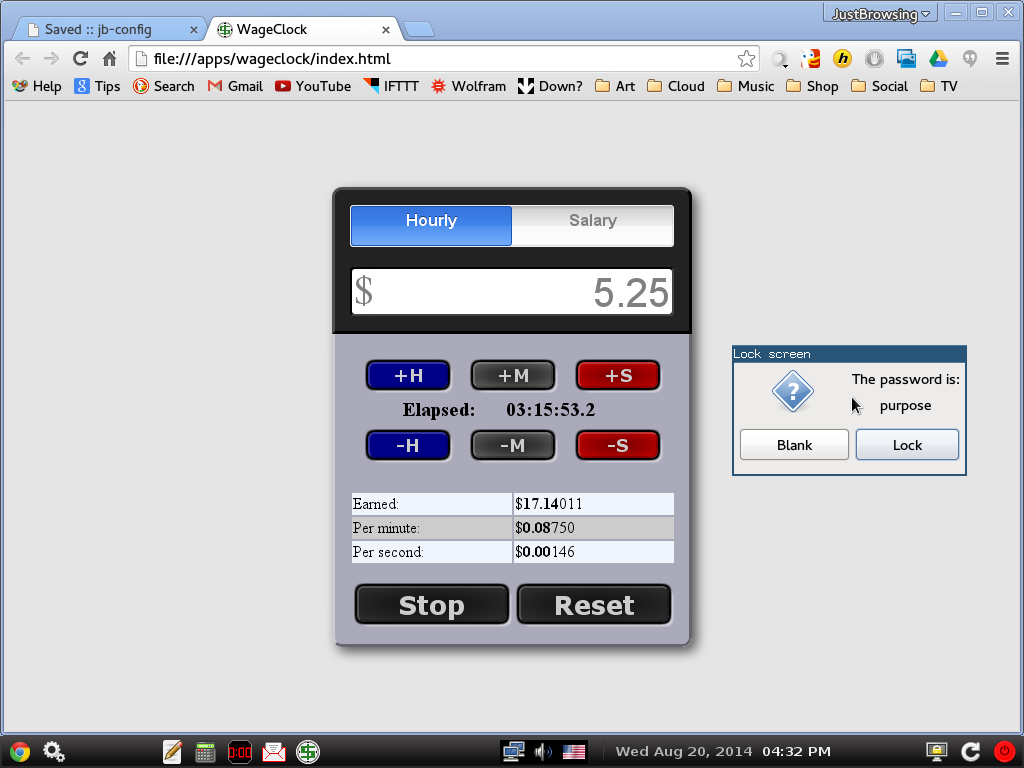 JustBrowsing
Saved :: jb-config
WageClock
file:///apps/wageclock/index.html
Help Tips Search Gmail YouTube IFTTT Wolfram Down? Art Cloud Music Shop Social TV
Hourly Salary
$ 5.25
+H +M +S
Elapsed: 03:15:53.2
-H -M -S
Earned: $17.14011
Per minute: $0.08750
Per second: $0.00146
Stop Reset
Lock screen
?
The password is:
purpose
Blank Lock
0:00
Wed Aug 20, 2014 04:32 PM